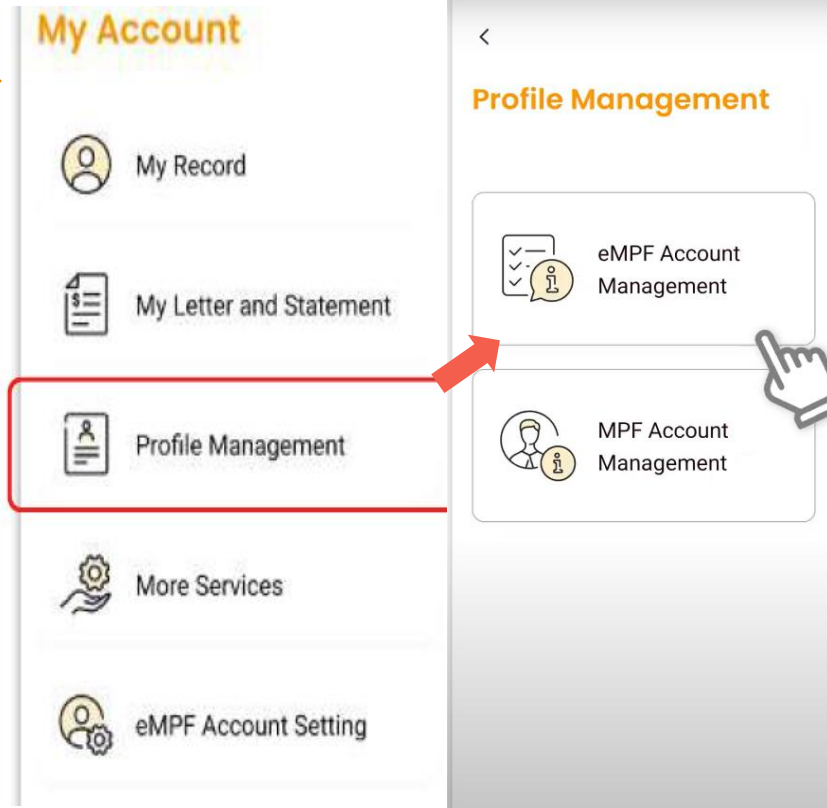 My Account
My Record
My Letter and Statement
Profile Management
More Services
eMPF Account Setting
Profile Management
eMPF Account
Management
MPF Account
Management